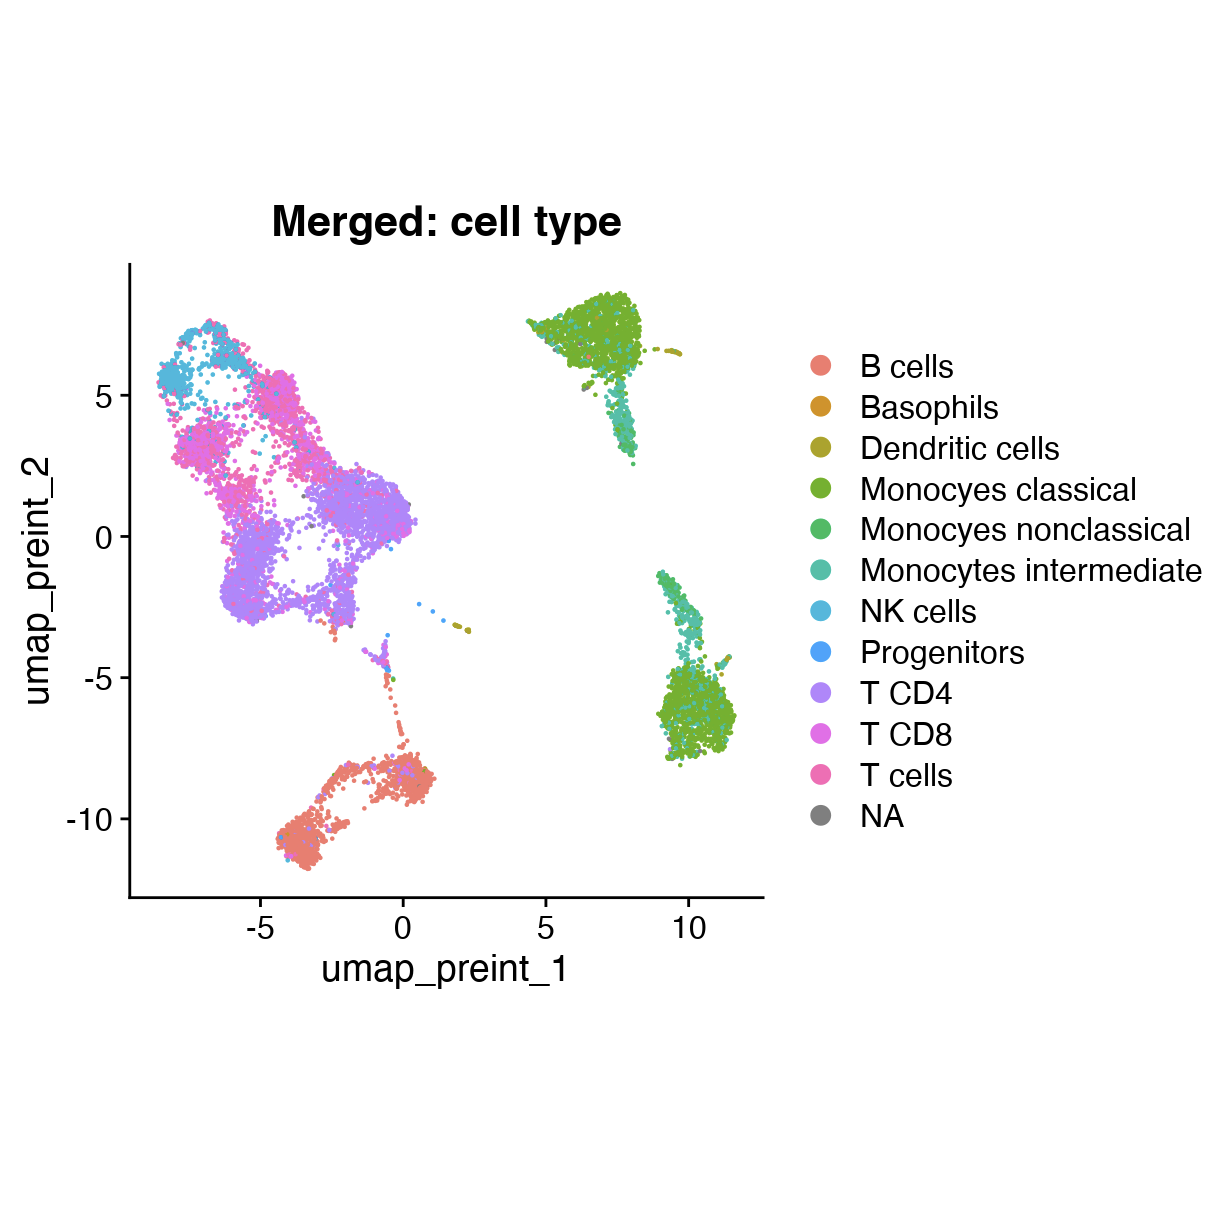 Merged: cell type
umap_preint_2
5
0
-5
-10
-5 0 5 10
umap_preint_1
B cells
Basophils
Dendritic cells
Monocyes classical
Monocyes nonclassical
Monocytes intermediate
NK cells
Progenitors
T CD4
T CD8
T cells
NA